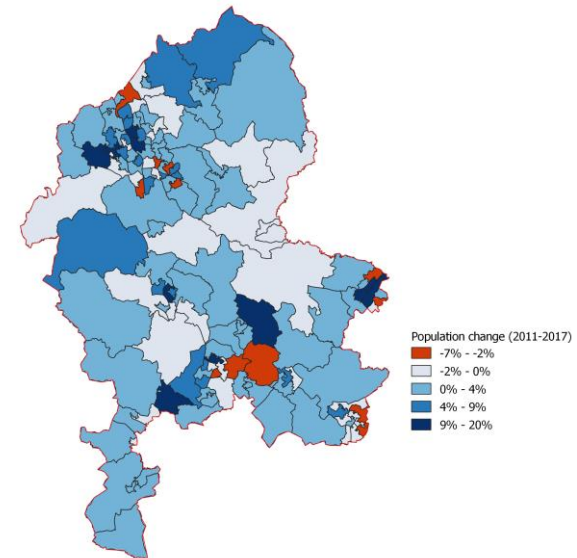 Population change (2011-2017)
-7% - -2%
-2% - 0%
0% - 4%
4% - 9%
9% - 20%